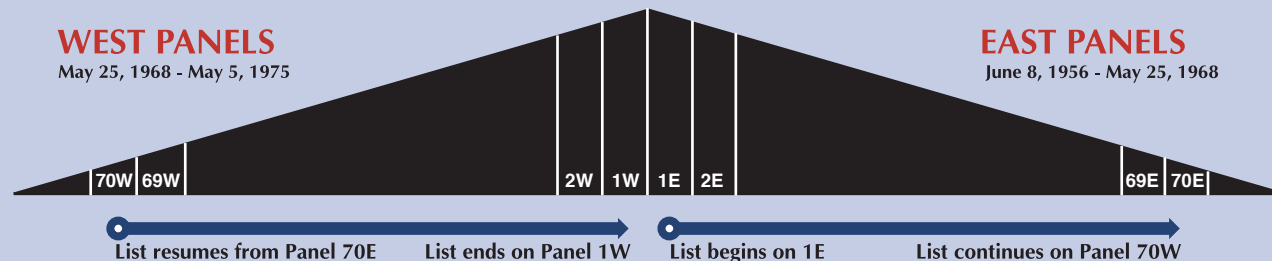 WEST PANELS
May 25, 1968 - May 5, 1975
EAST PANELS
June 8, 1956 - May 25, 1968
70W 69W 2W 1W 1E 2E 69E 70E
List resumes from Panel 70E List ends on Panel 1W List begins on 1E List continues on Panel 70W